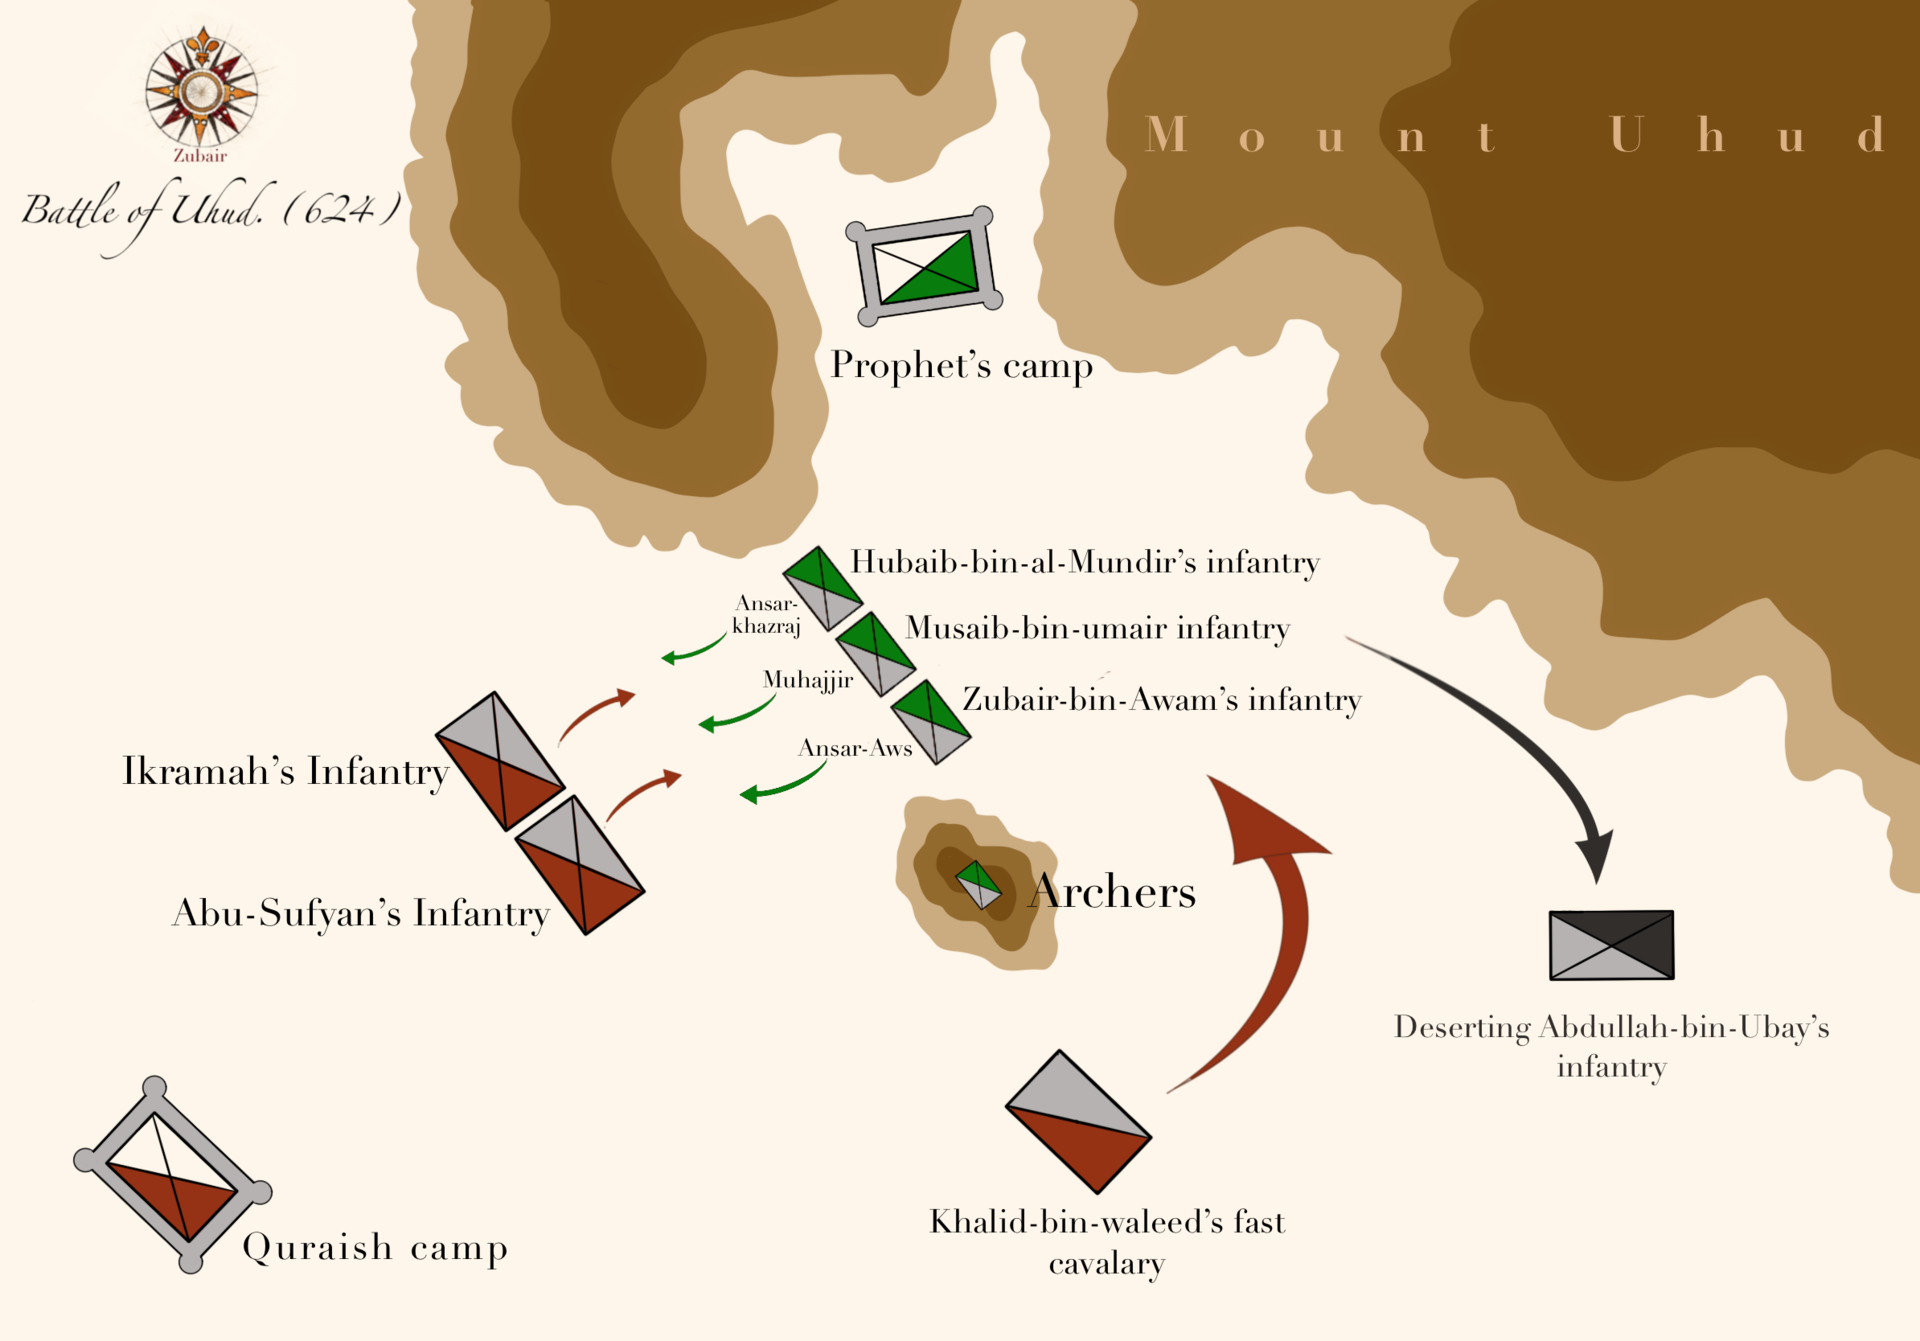 Zubair
Battle of Uhud. (624)
Mount Uhud
Prophet's camp
Hubaib-bin-al-Mundir's infantry
Ansar-
khazraj
Musaib-bin-umair infantry
Muhajjir
Zubair-bin-Awam's infantry
Ansar-Aws
Ikramah's Infantry
Abu-Sufyan's Infantry
Archers
Deserting Abdullah-bin-Ubay's
infantry
Khalid-bin-waleed's fast
cavalary
Quraish camp